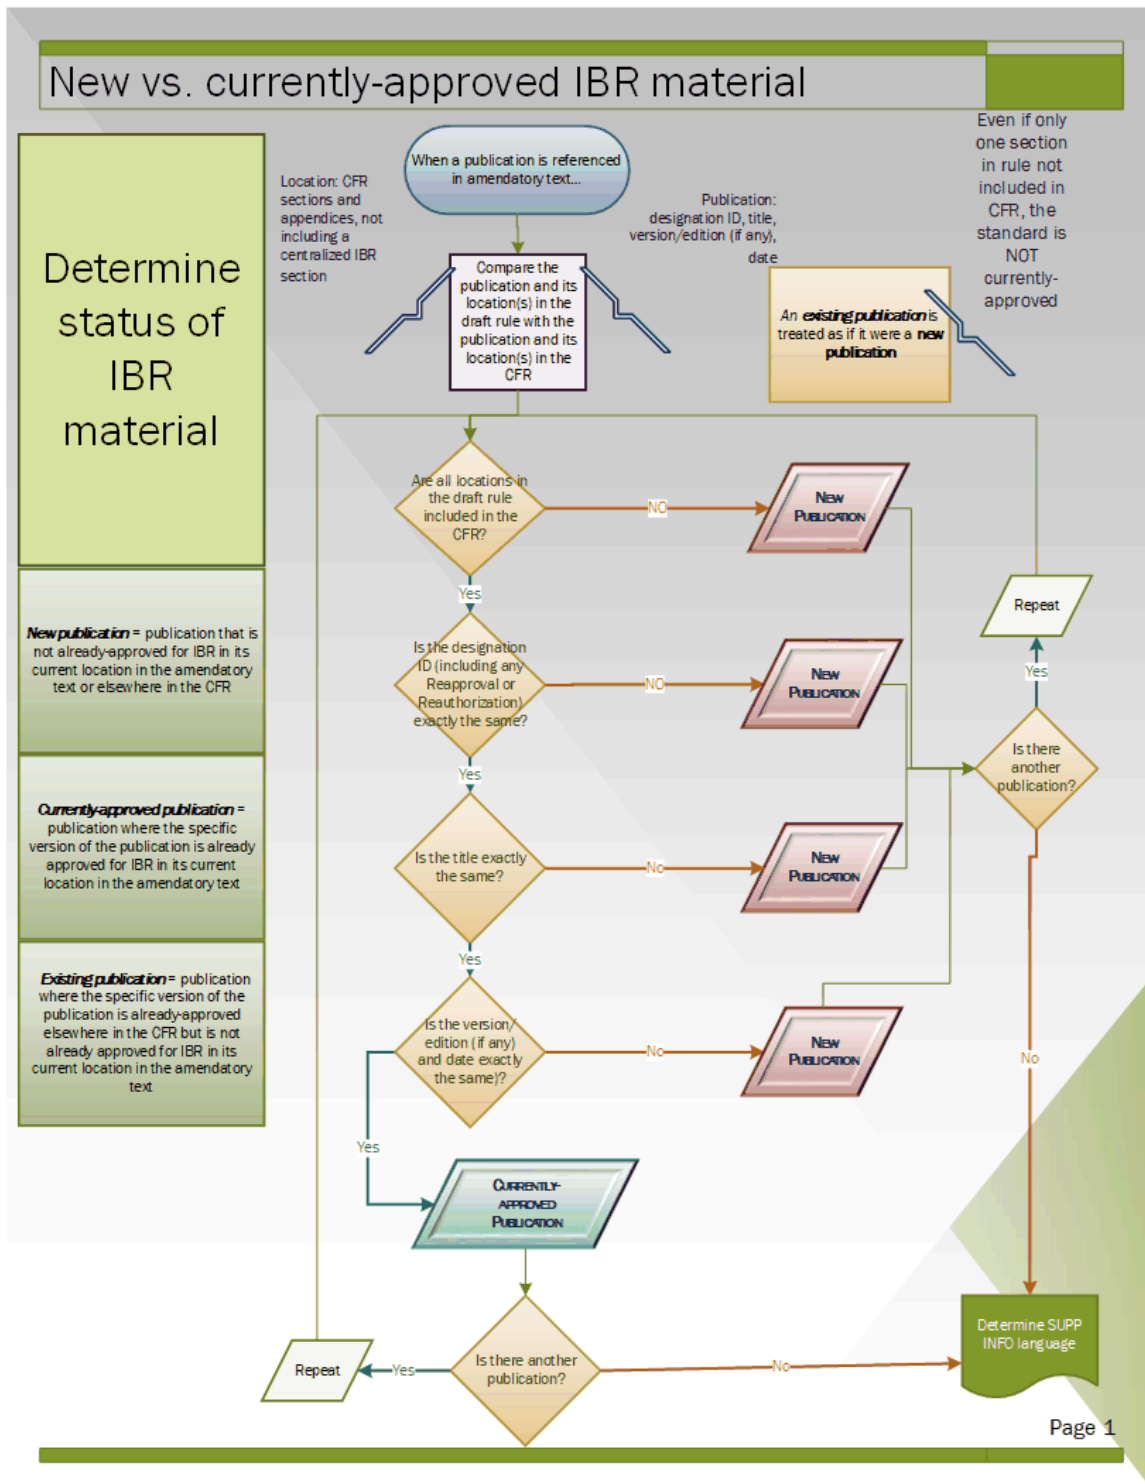 New vs. currently-approved IBR material
Determine
status of
IBR
material
New publication = publication that is
not already-approved for IBR in its
current location in the amendatory
text or elsewhere in the CFR
Currently-approved publication =
publication where the specific
version of the publication is already
approved for IBR in its current
location in the amendatory text
Existing publication = publication
where the specific version of the
publication is already-approved
elsewhere in the CFR but is not
already approved for IBR in its
current location in the amendatory
text
Location: CFR
sections and
appendices, not
including a
centralized IBR
section
When a publication is referenced
in amendatory text...
Publication:
designation ID, title,
version/edition (if any),
date
Even if only
one section
in rule not
included in
CFR, the
standard is
NOT
currently-
approved
Compare the
publication and its
location(s) in the
draft rule with the
publication and its
location(s) in the
CFR
An existing publication is
treated as if it were a new
publication
Are all locations in
the draft rule
included in the
CFR?
NO
NEW
PUBLICATION
Yes
Is the designation
ID (including any
Reapproval or
Reauthorization)
exactly the same?
NO
NEW
PUBLICATION
Yes
Is the title exactly
the same?
No
NEW
PUBLICATION
Yes
Is the version/
edition (if any)
and date exactly
the same)?
No
NEW
PUBLICATION
Yes
CURRENTLY-
APPROVED
PUBLICATION
Is there another
publication?
Yes
Repeat
No
Repeat
Yes
Is there
another
publication?
No
Determine SUPP
INFO language
Page 1